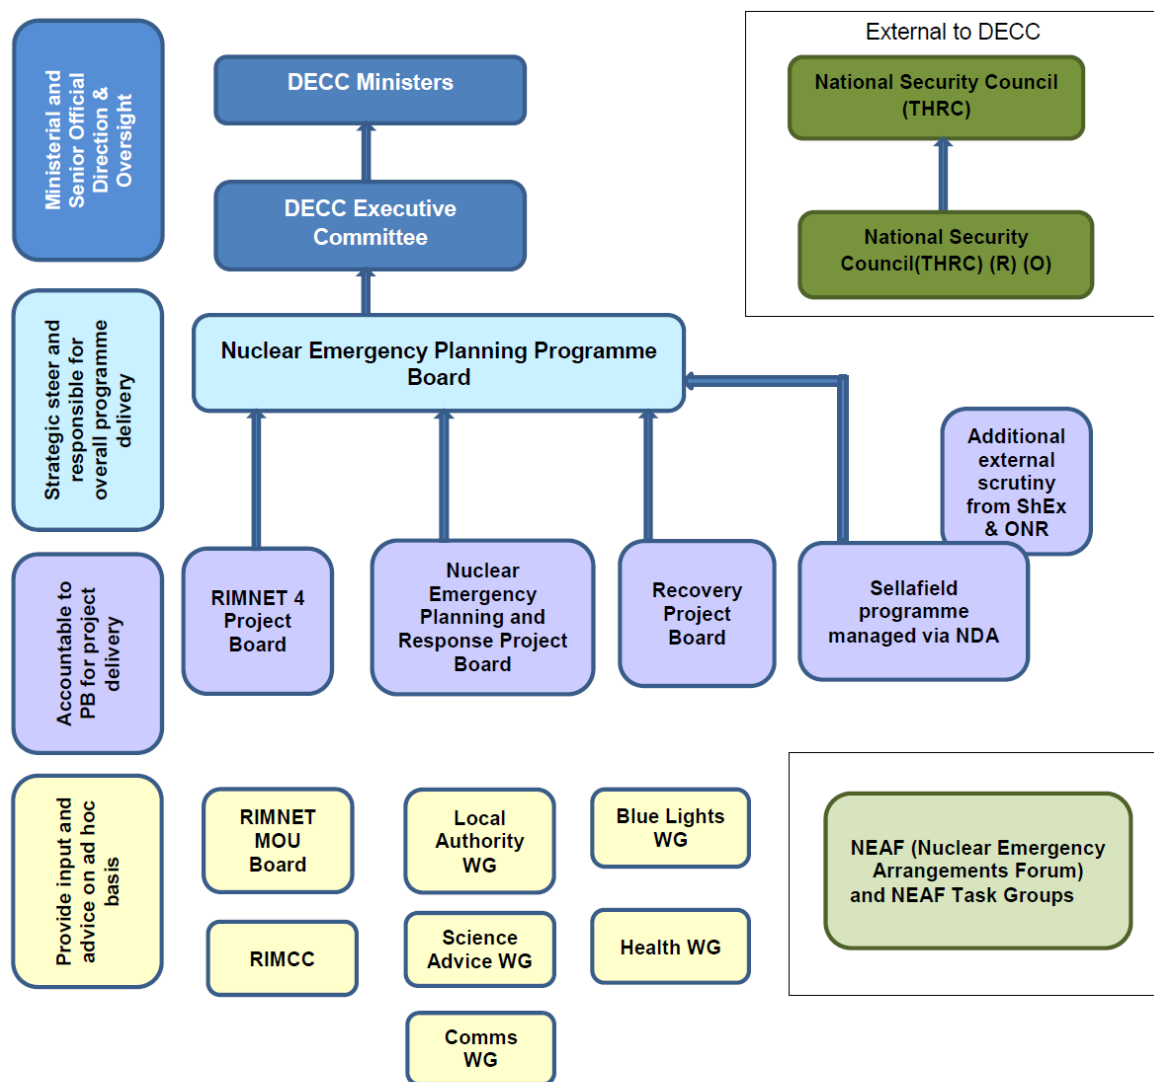 Ministerial and
Senior Official
Direction &
Oversight
DECC Ministers
DECC Executive
Committee
External to DECC
National Security Council
(THRC)
National Security
Council(THRC) (R) (O)
Strategic steer and
responsible for
overall programme
delivery
Nuclear Emergency Planning Programme
Board
Additional
external
scrutiny
from ShEx
& ONR
Accountable to
PB for project
delivery
RIMNET 4
Project
Board
Nuclear
Emergency
Planning and
Response Project
Board
Recovery
Project
Board
Sellafield
programme
managed via NDA
Provide input and
advice on ad hoc
basis
RIMNET
MOU
Board
Local
Authority
WG
Blue Lights
WG
RIMCC
Science
Advice WG
Health WG
Comms
WG
NEAF (Nuclear Emergency
Arrangements Forum)
and NEAF Task Groups